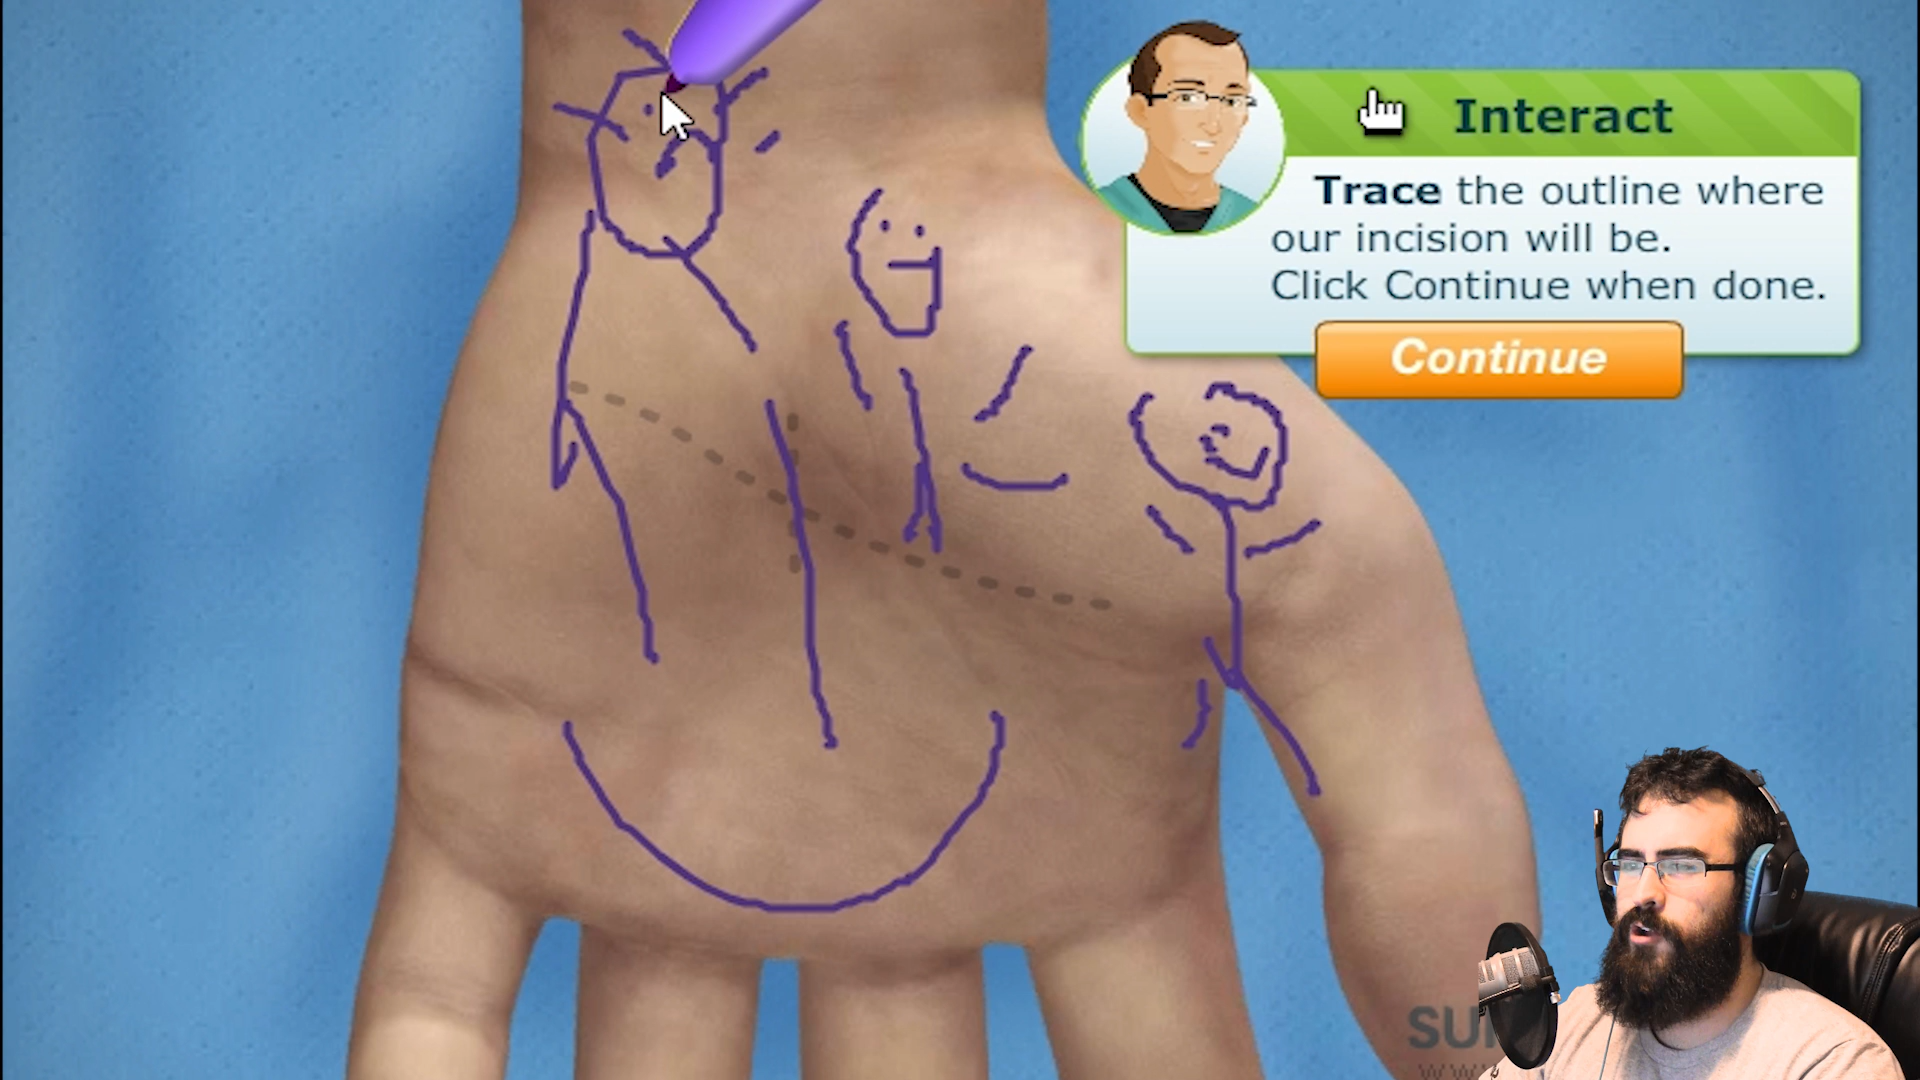 Interact
Trace the outline where
our incision will be.
Click Continue when done.
Continue